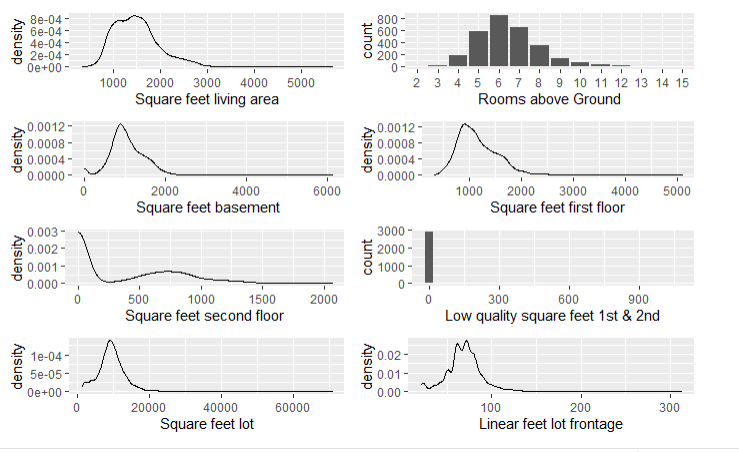 density
8e-04
6e-04
4e-04
2e-04
0e+00
1000 2000 3000 4000 5000
Square feet living area
count
800
600
400
200
0
2 3 4 5 6 7 8 9 10 11 12 13 14 15
Rooms above Ground
density
0.0012
0.0008
0.0004
0.0000
0 2000 4000 6000
Square feet basement
density
0.0012
0.0008
0.0004
0.0000
1000 2000 3000 4000 5000
Square feet first floor
density
0.003
0.002
0.001
0.000
0 500 1000 1500 2000
Square feet second floor
count
3000
2000
1000
0
0 300 600 900
Low quality square feet 1st & 2nd
density
1e-04
5e-05
0e+00
0 20000 40000 60000
Square feet lot
density
0.02
0.01
0.00
100 200 300
Linear feet lot frontage